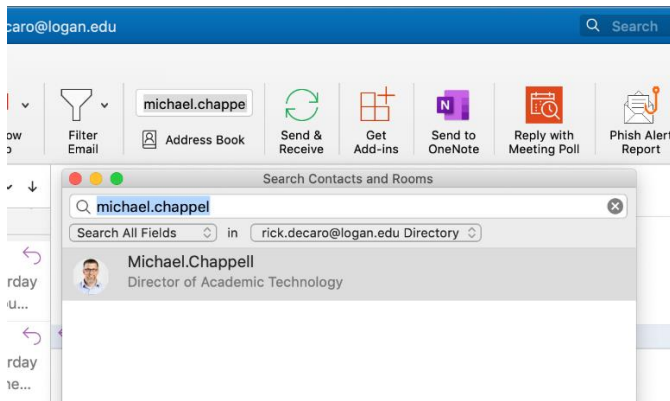 caro@logan.edu
Search
michael.chappe
Address Book
Filter
Email
Send &
Receive
Get
Add-ins
Send to
OneNote
Reply with
Meeting Poll
Phish Alert
Report
ow
Search Contacts and Rooms
michael.chappel
Search All Fields in rick.decaro@logan.edu Directory
Michael.Chappell
Director of Academic Technology
rday
u...
rday
ne...